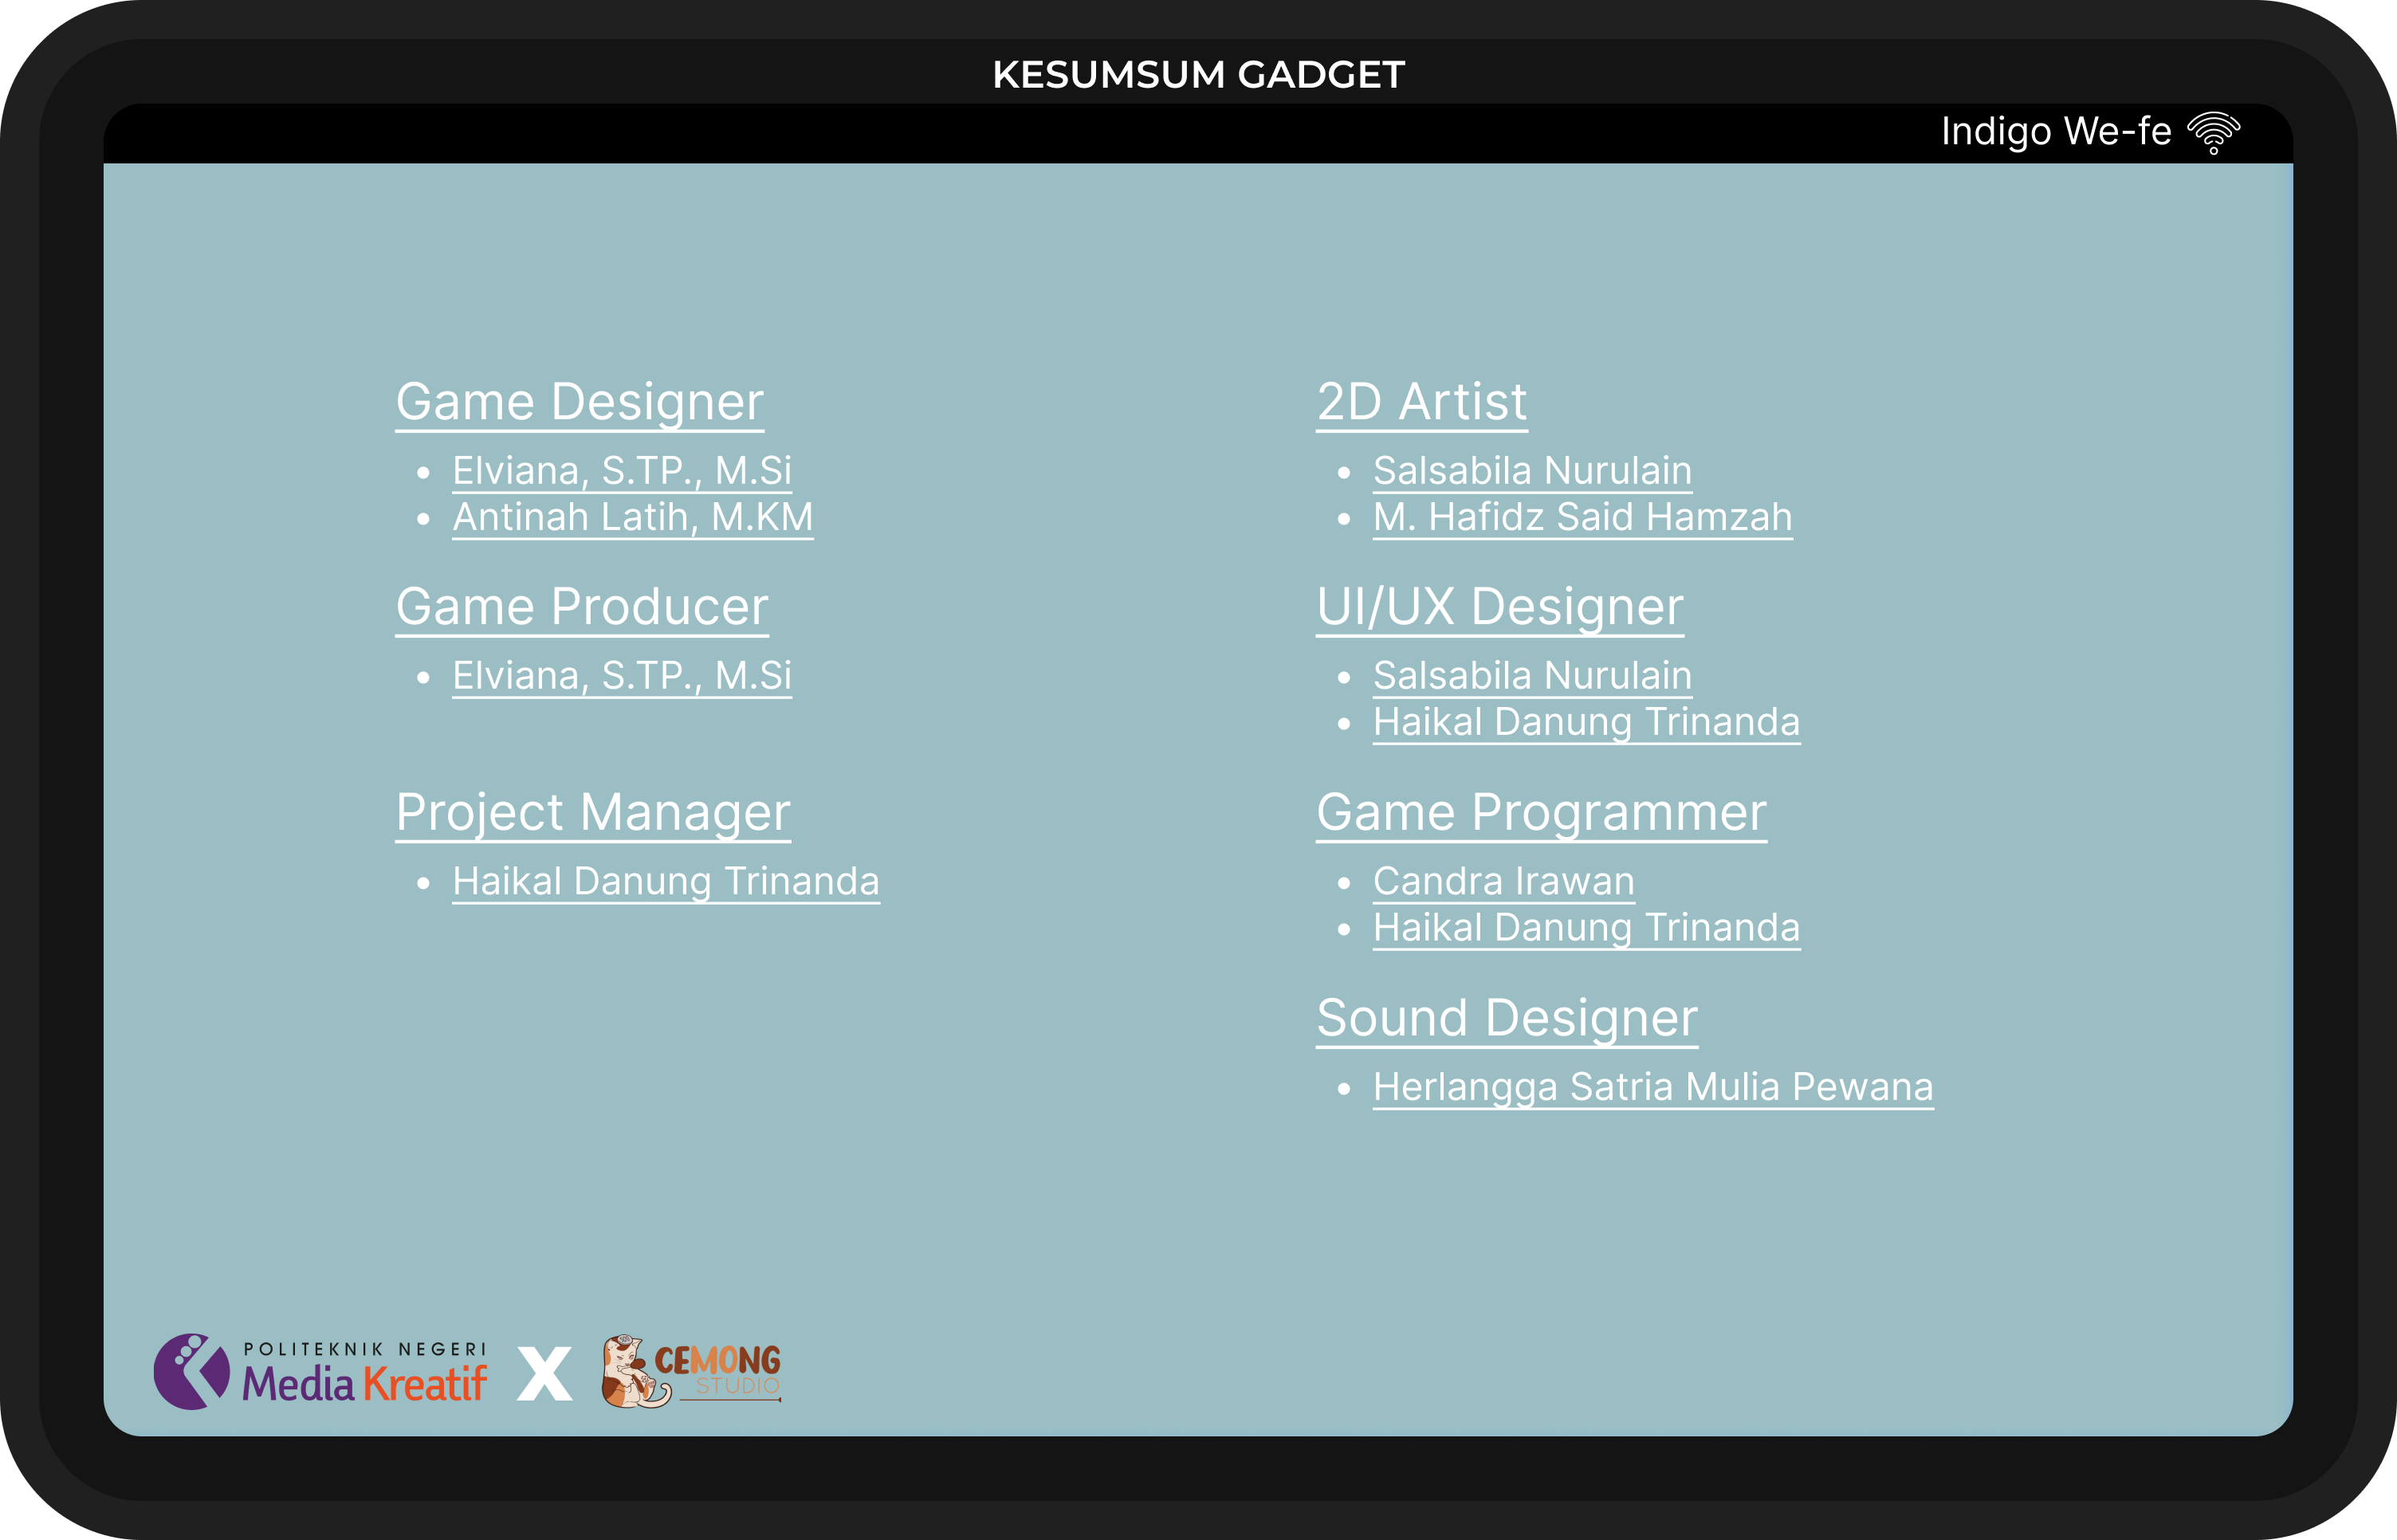 KESUMSUM GADGET
Indigo We-fe
Game Designer
• Elviana, S.TP., M.Si
• Antinah Latih, M.KM
Game Producer
• Elviana, S.TP., M.Si
Project Manager
• Haikal Danung Trinanda
2D Artist
• Salsabila Nurulain
• M. Hafidz Said Hamzah
UI/UX Designer
• Salsabila Nurulain
• Haikal Danung Trinanda
Game Programmer
• Candra Irawan
• Haikal Danung Trinanda
Sound Designer
• Herlangga Satria Mulia Pewana
POLITEKNIK NEGERI
Media Kreatif
X
CEMONG
STUDIO